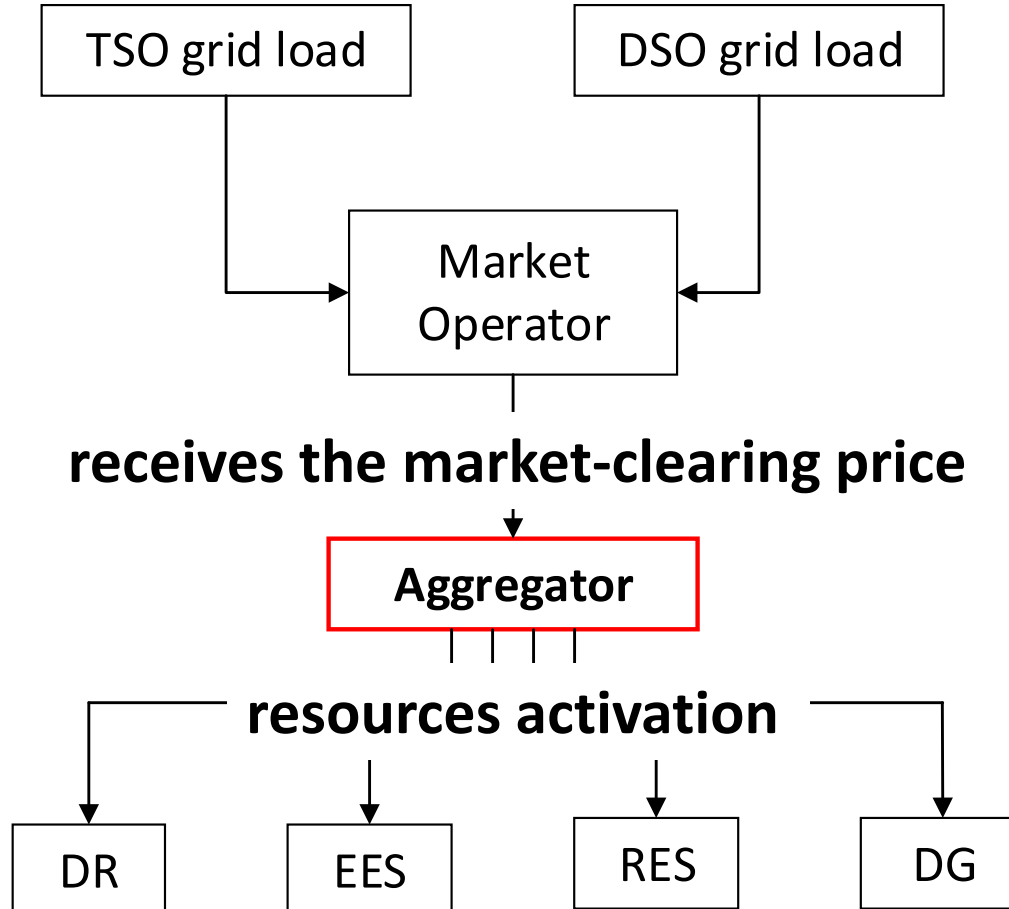 TSO grid load
DSO grid load
Market
Operator
receives the market-clearing price
Aggregator
resources activation
DR
EES
RES
DG